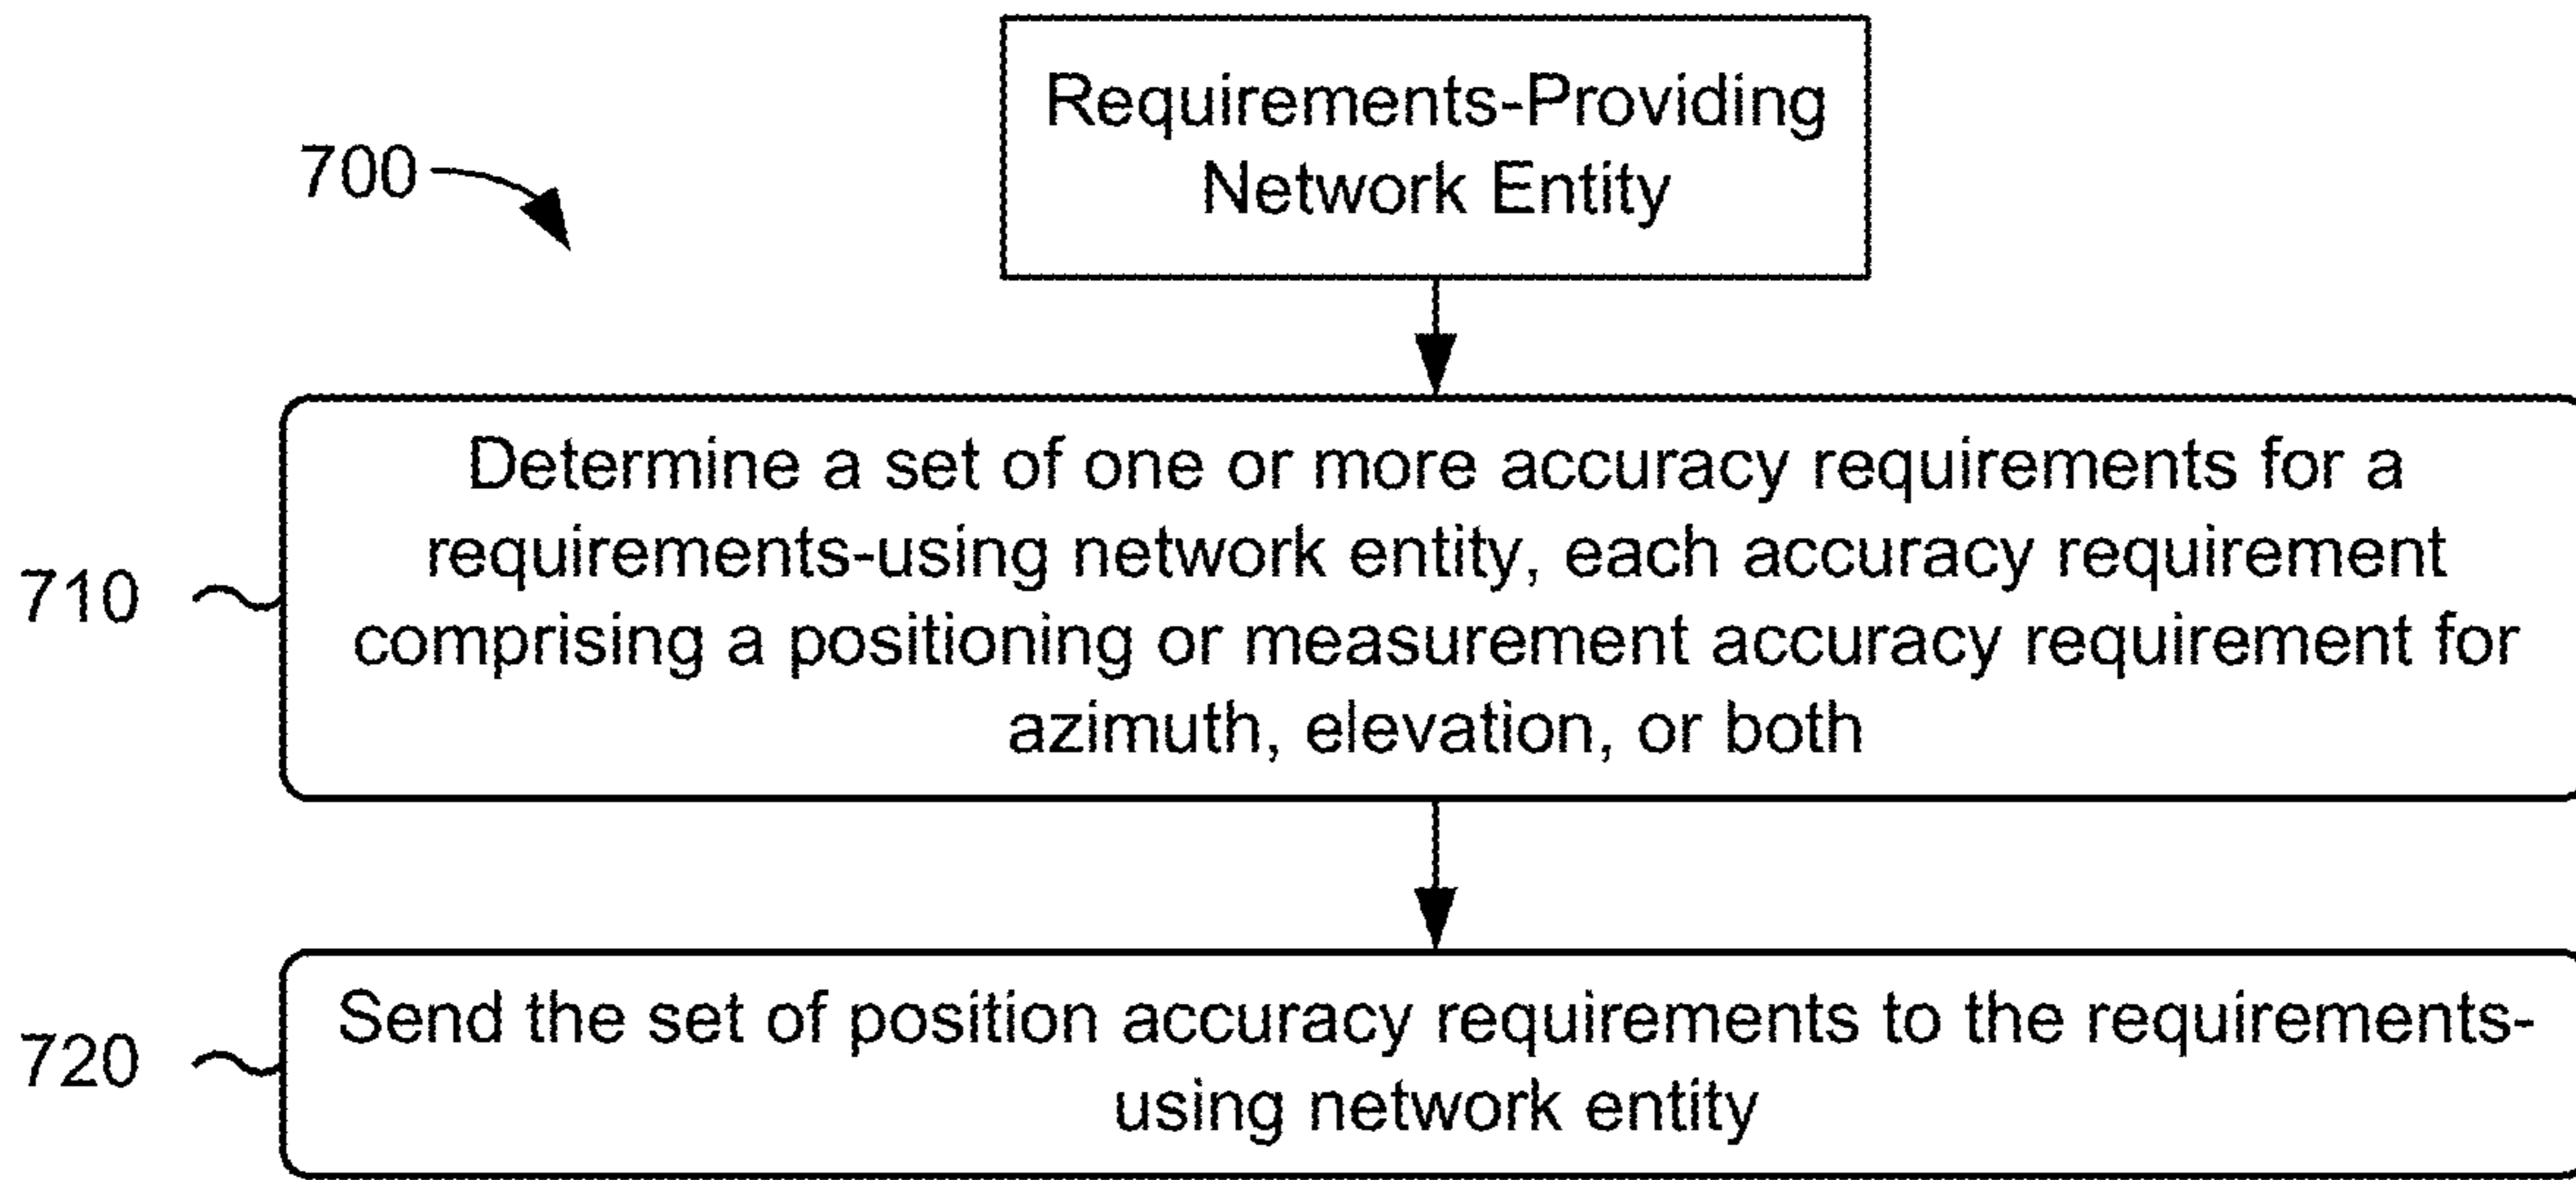 Requirements-Providing
Network Entity
700
Determine a set of one or more accuracy requirements for a
requirements-using network entity, each accuracy requirement
710
comprising a positioning or measurement accuracy requirement for
azimuth, elevation, or both
Send the set of position accuracy requirements to the requirements-
720
using network entity